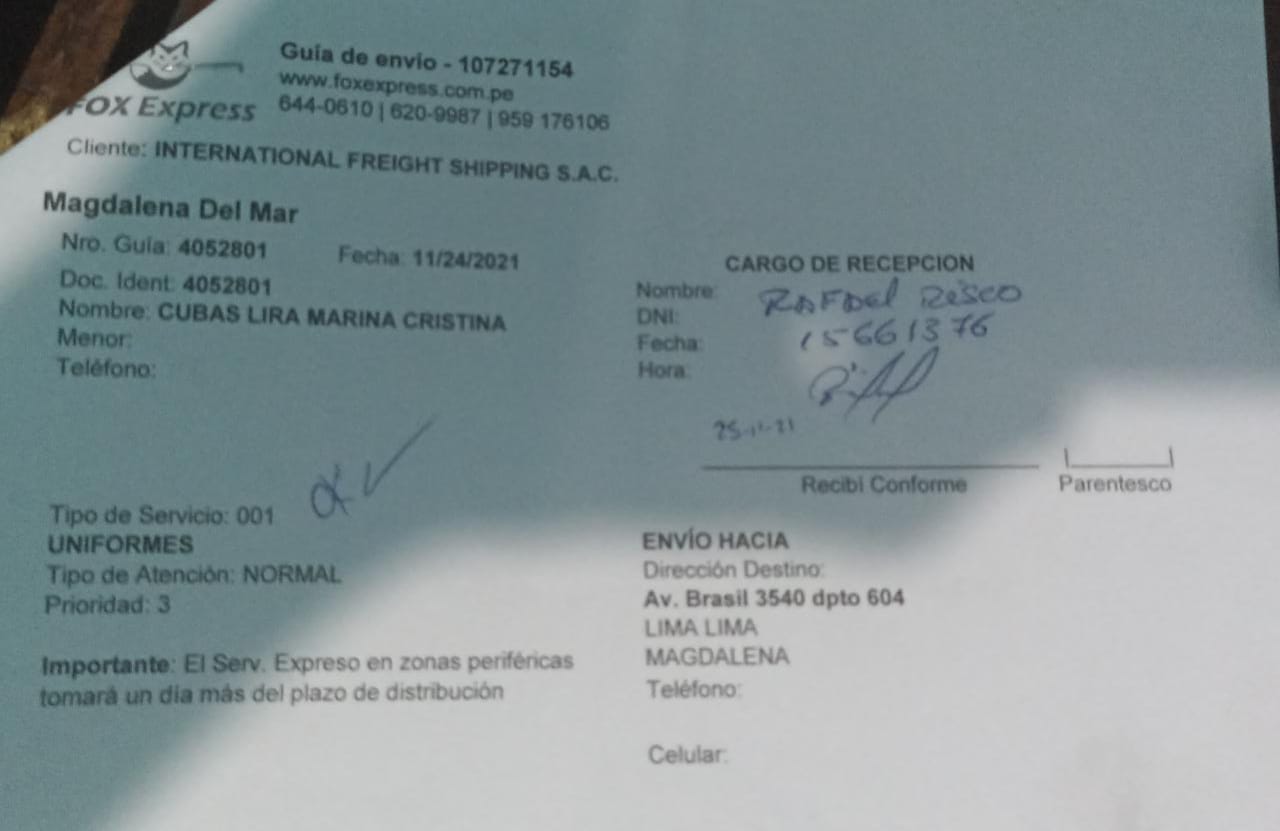 FOX Express
Guía de envío - 107271154
www.foxexpress.com.pe
644-0610 | 620-9987 | 959 176106
Cliente: INTERNATIONAL FREIGHT SHIPPING S.A.C.
Magdalena Del Mar
Nro. Guía: 4052801 Fecha: 11/24/2021
Doc. Ident: 4052801
Nombre: CUBAS LIRA MARINA CRISTINA
Menor:
Teléfono:
CARGO DE RECEPCION
Nombre: RAFAEl RISCO
DNI: 15661376
Fecha:
Hora:
25-11-21
Recibí Conforme
Parentesco
Tipo de Servicio: 001
UNIFORMES
Tipo de Atención: NORMAL
Prioridad: 3
Importante: El Serv. Expreso en zonas periféricas
tomará un día más del plazo de distribución
ENVÍO HACIA
Dirección Destino:
Av. Brasil 3540 dpto 604
LIMA LIMA
MAGDALENA
Teléfono:
Celular: